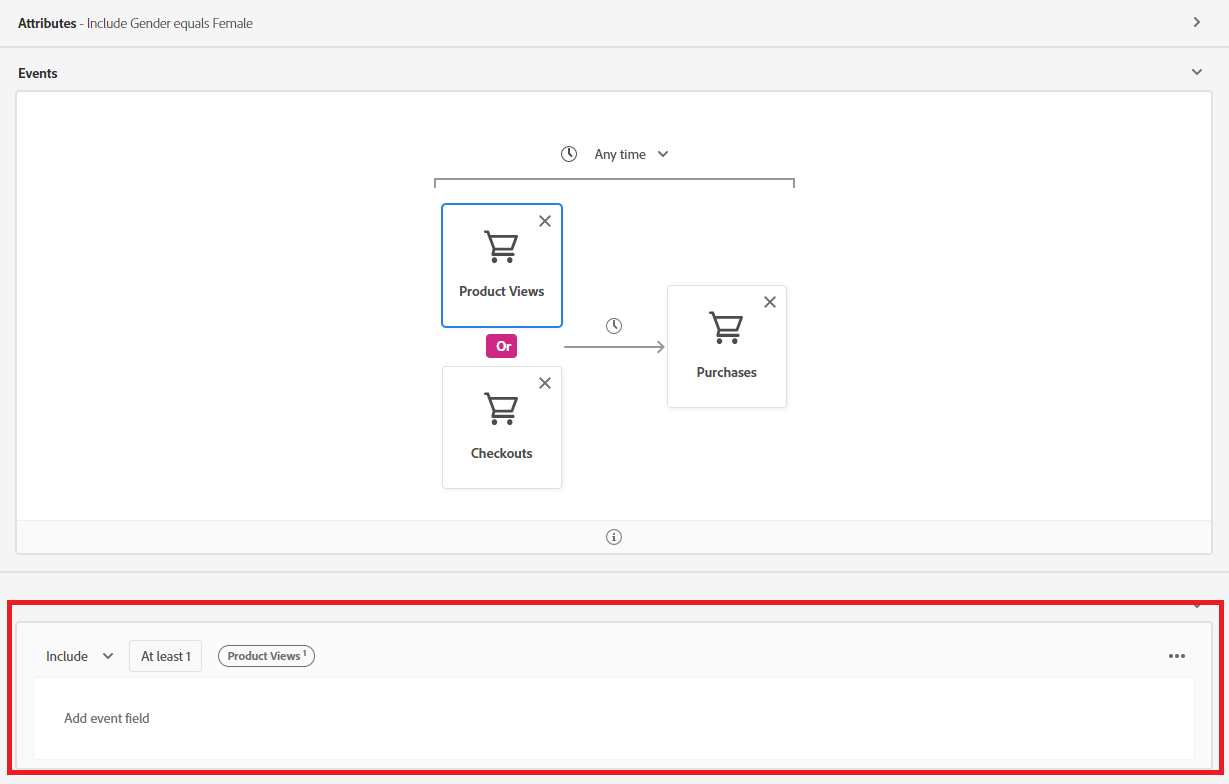 Attributes - Include Gender equals Female
Events
Any time
Product Views
Or
Purchases
Checkouts
Include At least 1 Product Views 1
Add event field